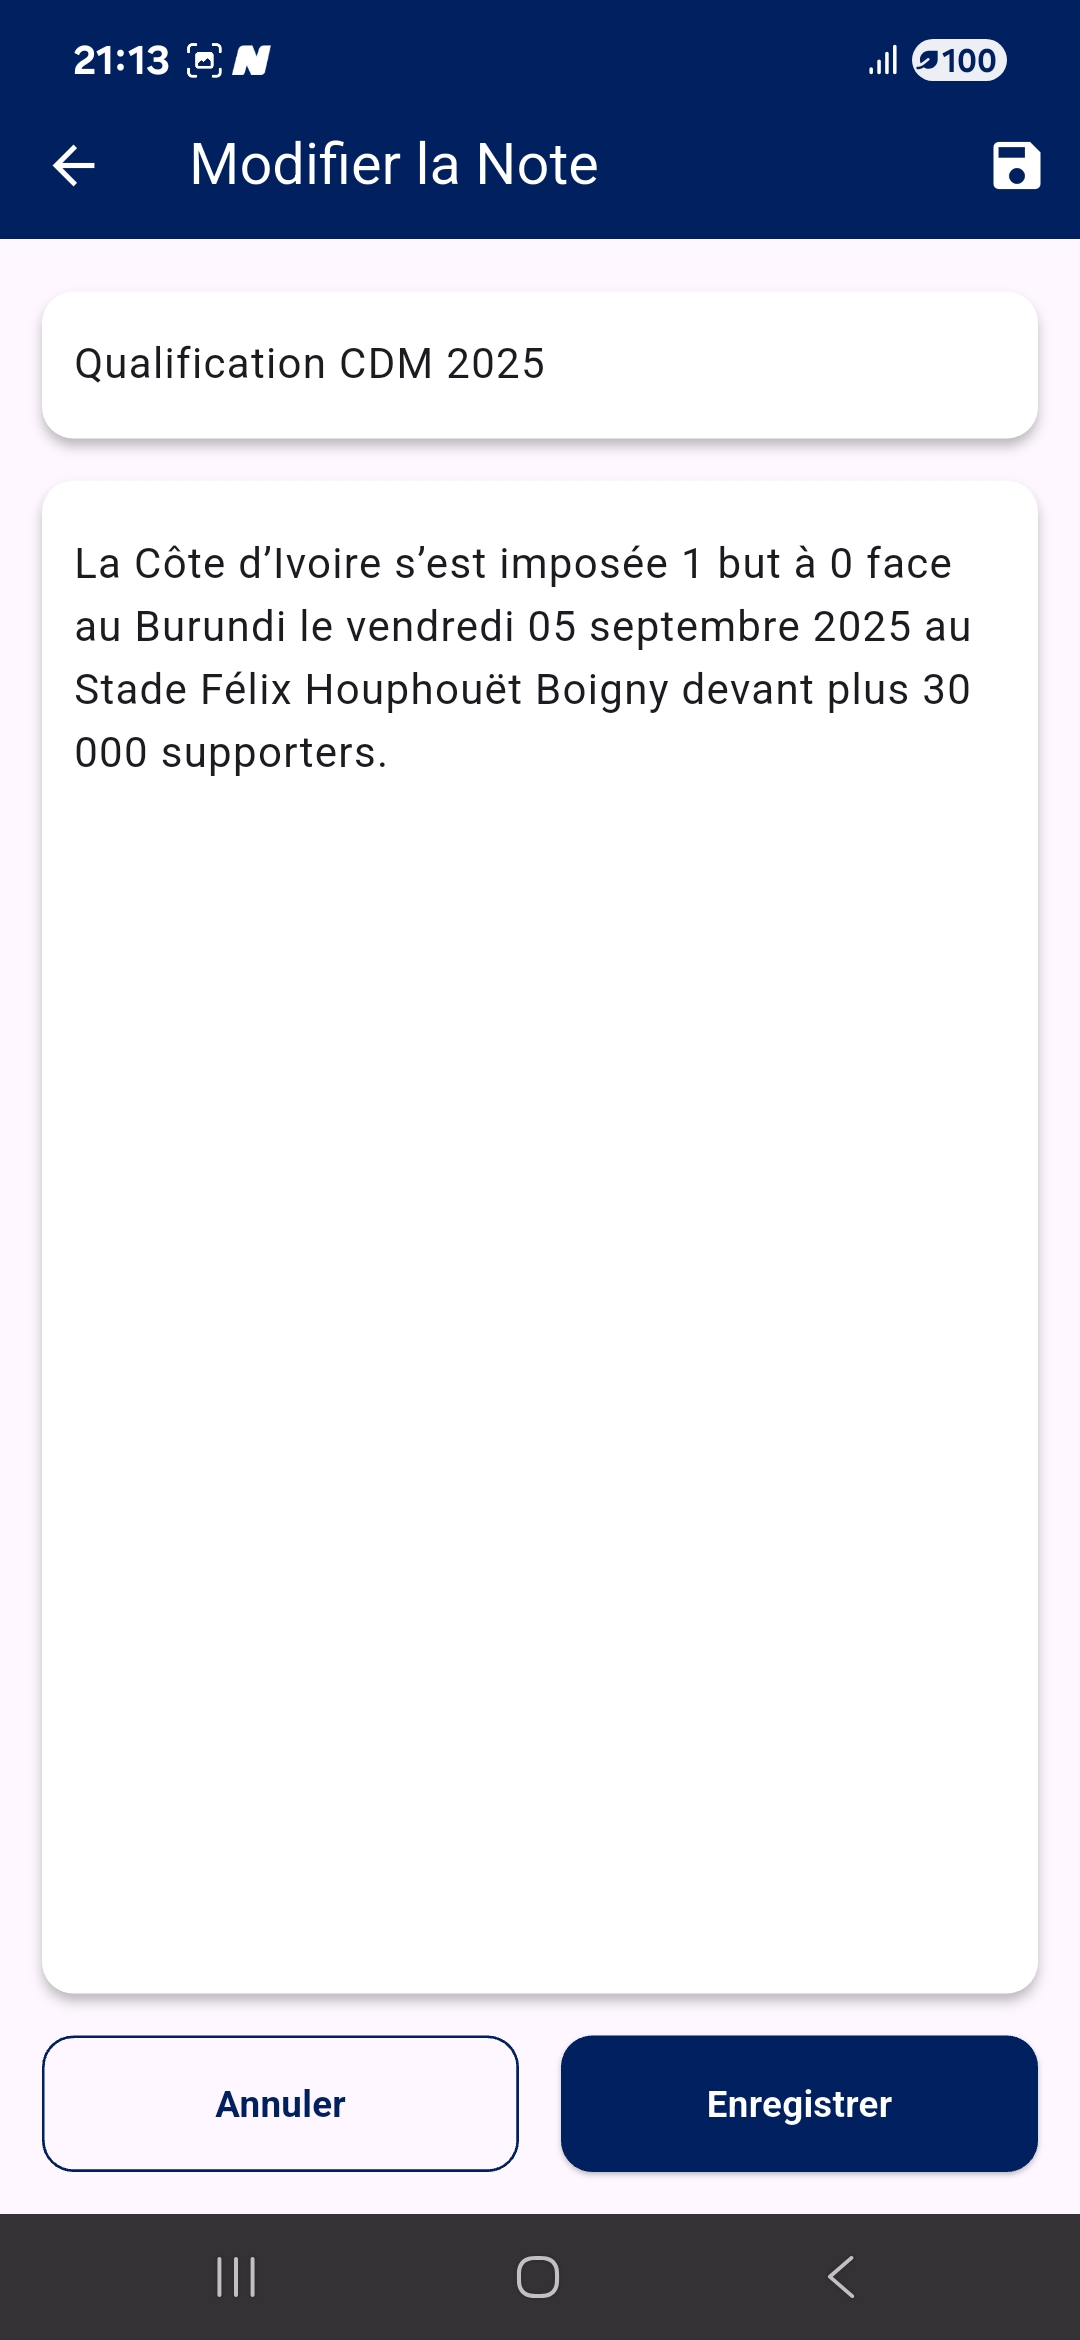 21:13
100
Modifier la Note
Qualification CDM 2025
La Côte d’Ivoire s’est imposée 1 but à 0 face
au Burundi le vendredi 05 septembre 2025 au
Stade Félix Houphouët Boigny devant plus 30
000 supporters.
Annuler
Enregistrer